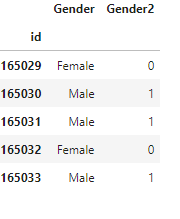 Gender Gender2
id
165029 Female 0
165030 Male 1
165031 Male 1
165032 Female 0
165033 Male 1